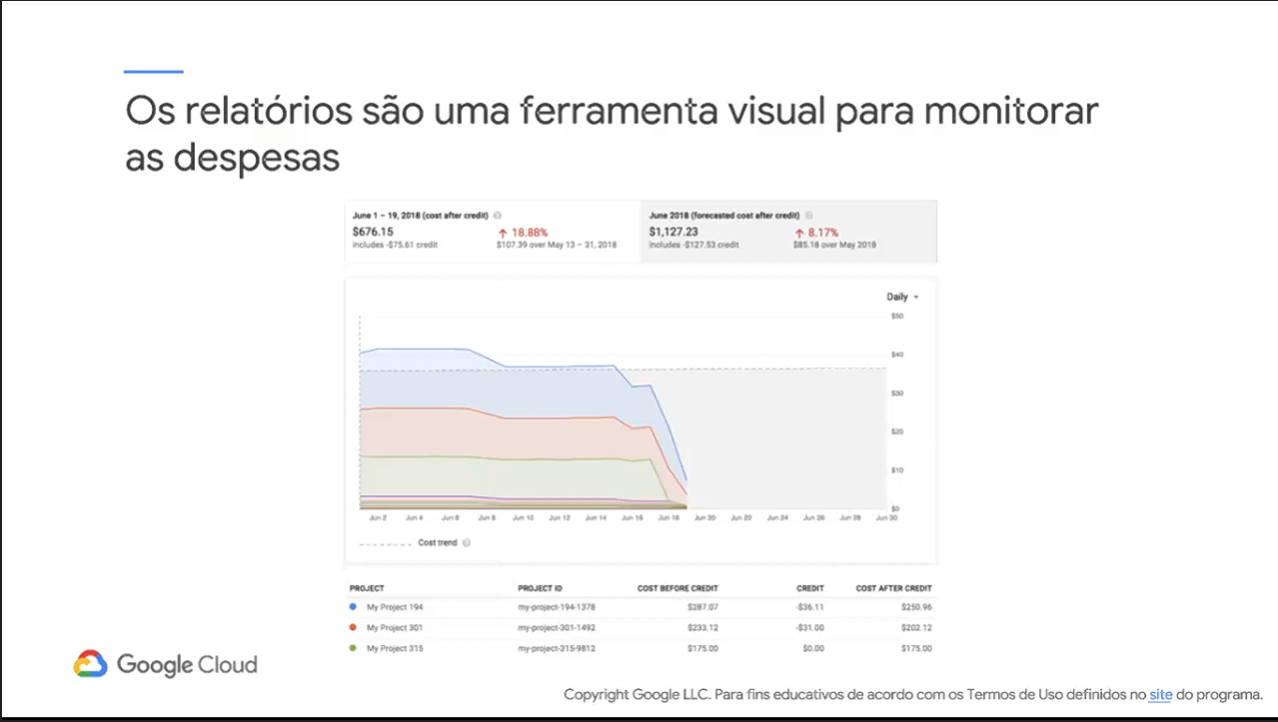 Os relatórios são uma ferramenta visual para monitorar
as despesas
June 1 – 19, 2018 (cost after credit)
$676.15
18.88%
includes -$75.61 credit
$107.39 over May 13 – 31, 2018
June 2018 (forecasted cost after credit)
$1,127.23
8.17%
includes -$127.53 credit
$85.18 over May 2018
Daily
$50
$40
$30
$20
$10
$0
Jun 2 Jun 4 Jun 8 Jun 10 Jun 12 Jun 14 Jun 16 Jun 18 Jun 20 Jun 24 Jun 26 Jun 28 Jun 30
Cost trend
PROJECT PROJECT ID COST BEFORE CREDIT CREDIT COST AFTER CREDIT
My Project 194 my-project-194-1378 $287.07 -$36.11 $250.96
My Project 301 my-project-301-1492 $233.12 -$31.00 $202.12
My Project 315 my-project-315-9812 $175.00 $0.00 $175.00
Google Cloud
Copyright Google LLC. Para fins educativos de acordo com os Termos de Uso definidos no site do programa.